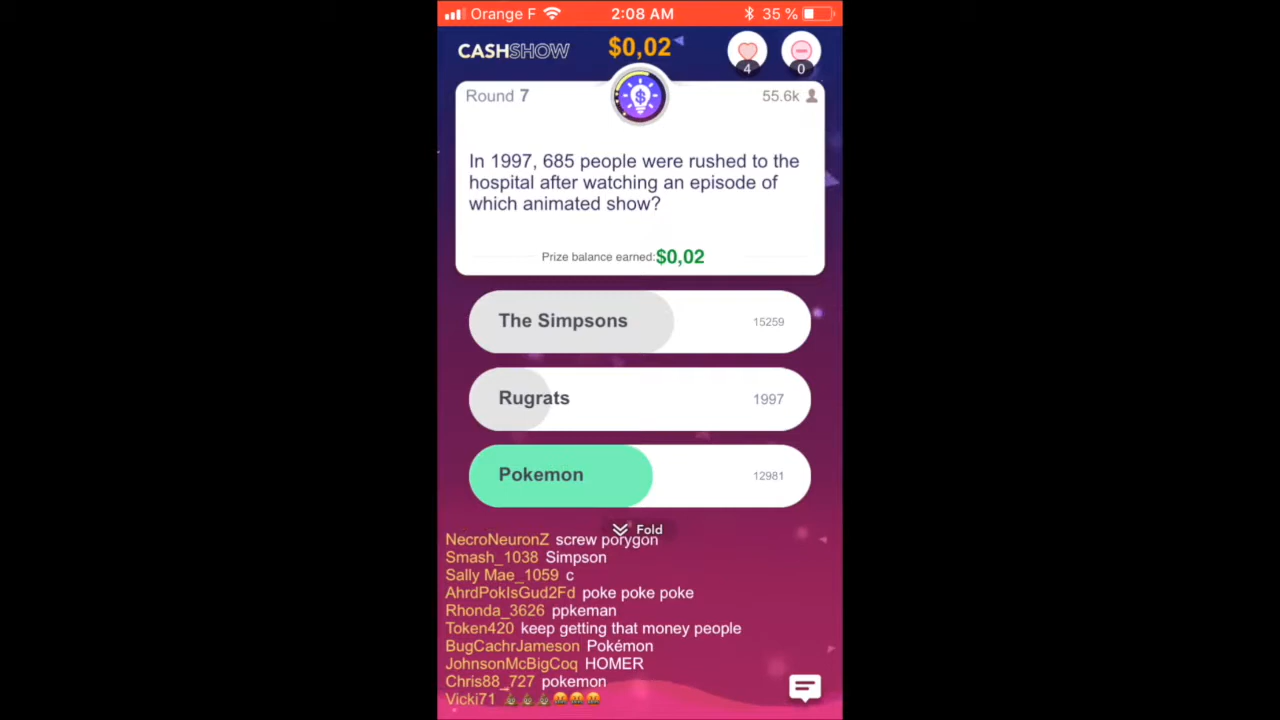 Orange F 2:08 AM 35 %
CASHSHOW $0,02 4 0
Round 7 55.6k
In 1997, 685 people were rushed to the
hospital after watching an episode of
which animated show?
Prize balance earned:$0,02
The Simpsons 15259
Rugrats 1997
Pokemon 12981
Fold
NecroNeuronZ screw porygon
Smash_1038 Simpson
Sally Mae_1059 c
AhrdPokIsGud2Fd poke poke poke
Rhonda_3626 ppkeman
Token420 keep getting that money people
BugCachrJameson Pokémon
JohnsonMcBigCoq HOMER
Chris88_727 pokemon
Vicki71